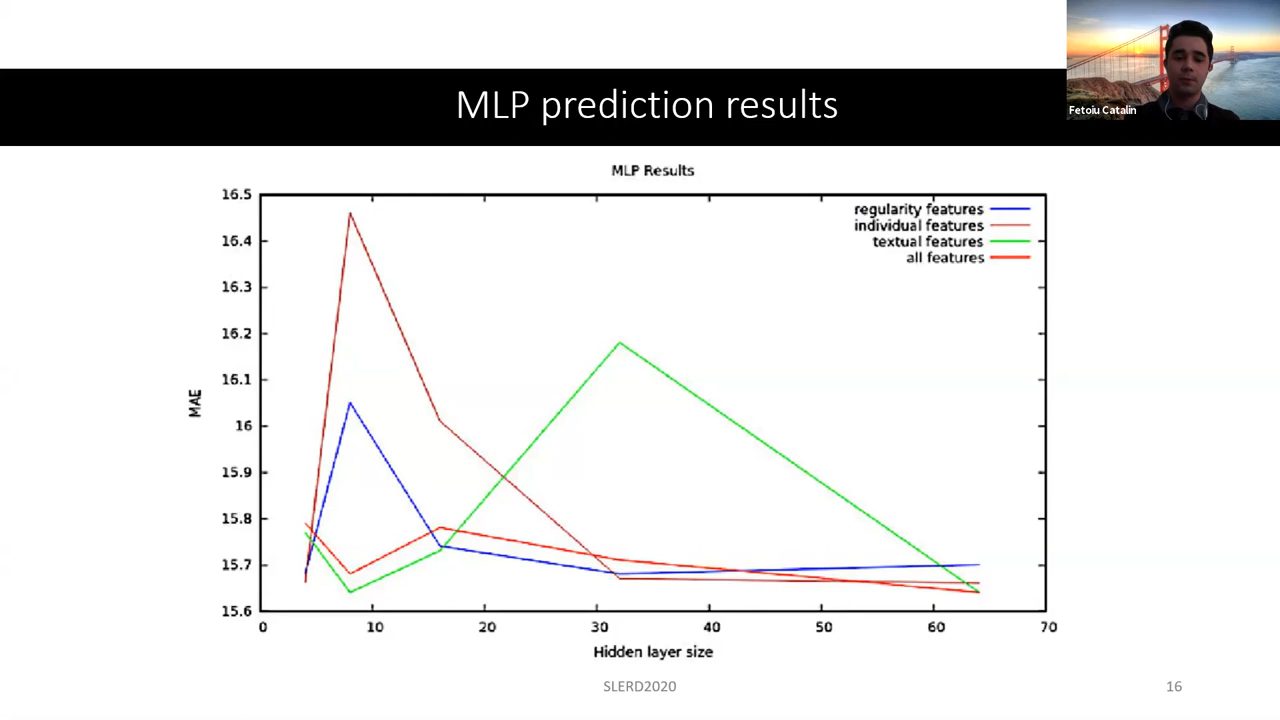 Fetoiu Catalin
MLP prediction results
MLP Results
regularity features
individual features
textual features
all features
16.5
16.4
16.3
16.2
16.1
16
15.9
15.8
15.7
15.6
MAE
0 10 20 30 40 50 60 70
Hidden layer size
SLERD2020
16